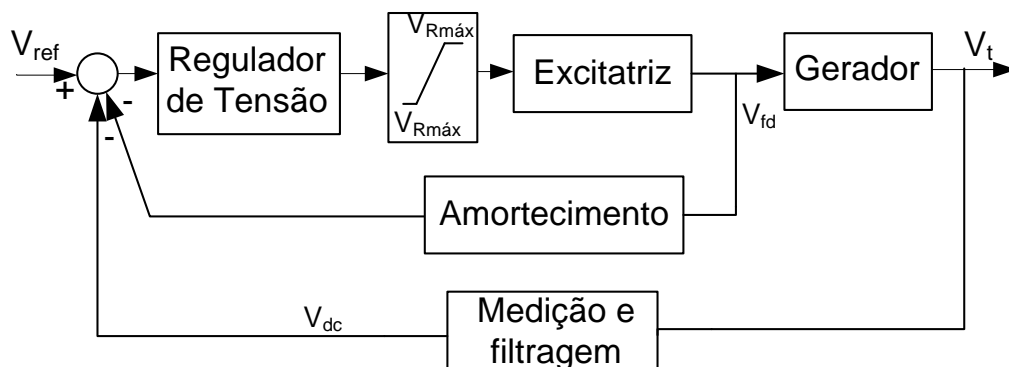 V_ref
+
-
-
Regulador
de Tensão
V_Rmáx
V_Rmáx
Excitatriz
V_fd
Gerador
V_t
Amortecimento
V_dc
Medição e
filtragem